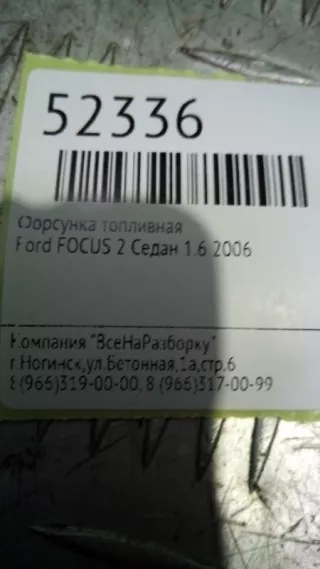 52336
Форсунка топливная
Ford FOCUS 2 Седан 1.6 2006
Компания "ВсеНаРазборку"
г.Ногинск,ул.Бетонная,1а,стр.6
8(966)319-00-00, 8 (966)317-00-99